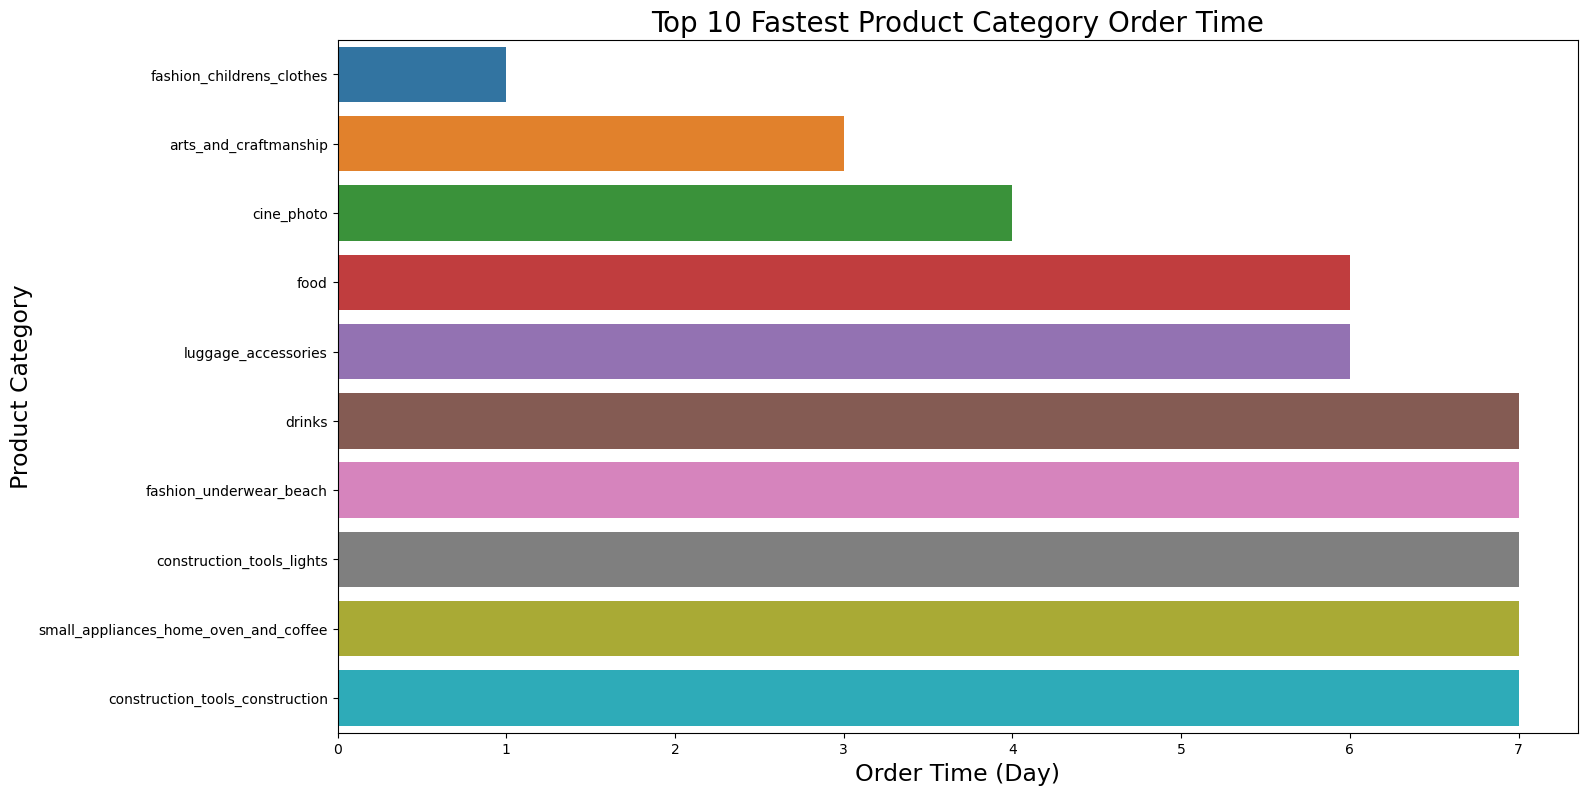 Top 10 Fastest Product Category Order Time
Product Category
fashion_childrens_clothes
arts_and_craftmanship
cine_photo
food
luggage_accessories
drinks
fashion_underwear_beach
construction_tools_lights
small_appliances_home_oven_and_coffee
construction_tools_construction
0 1 2 3 4 5 6 7
Order Time (Day)